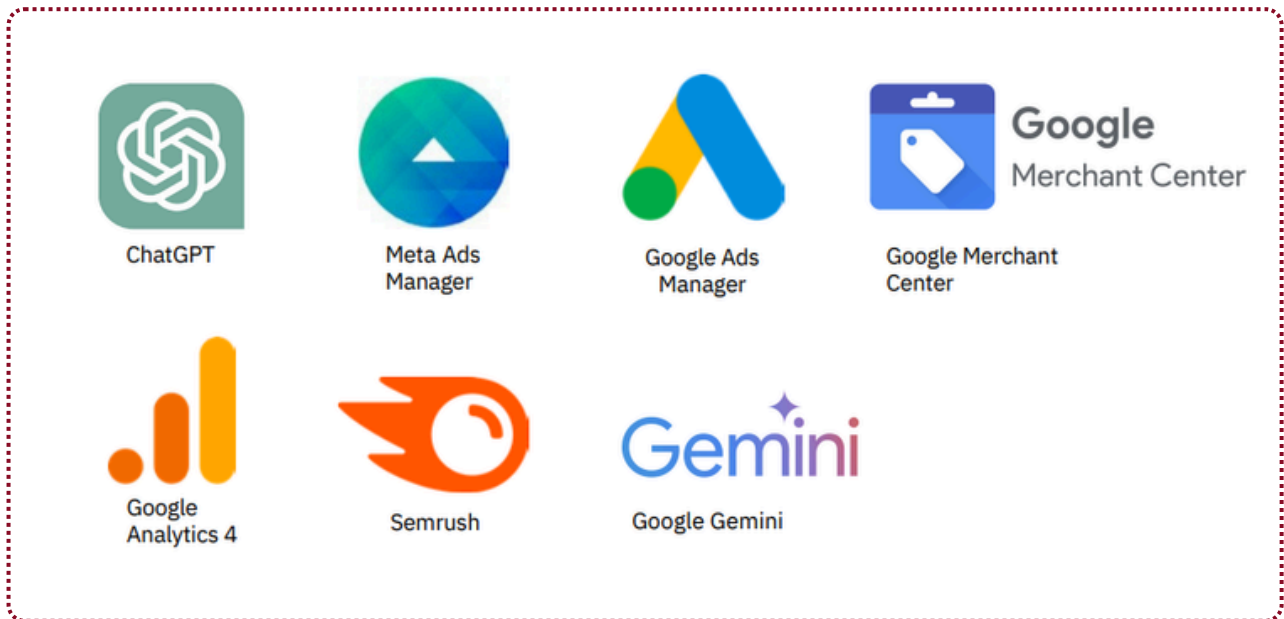 Google
Merchant Center
ChatGPT
Meta Ads
Manager
Google Ads
Manager
Google Merchant
Center
Gemini
Google
Analytics 4
Semrush
Google Gemini